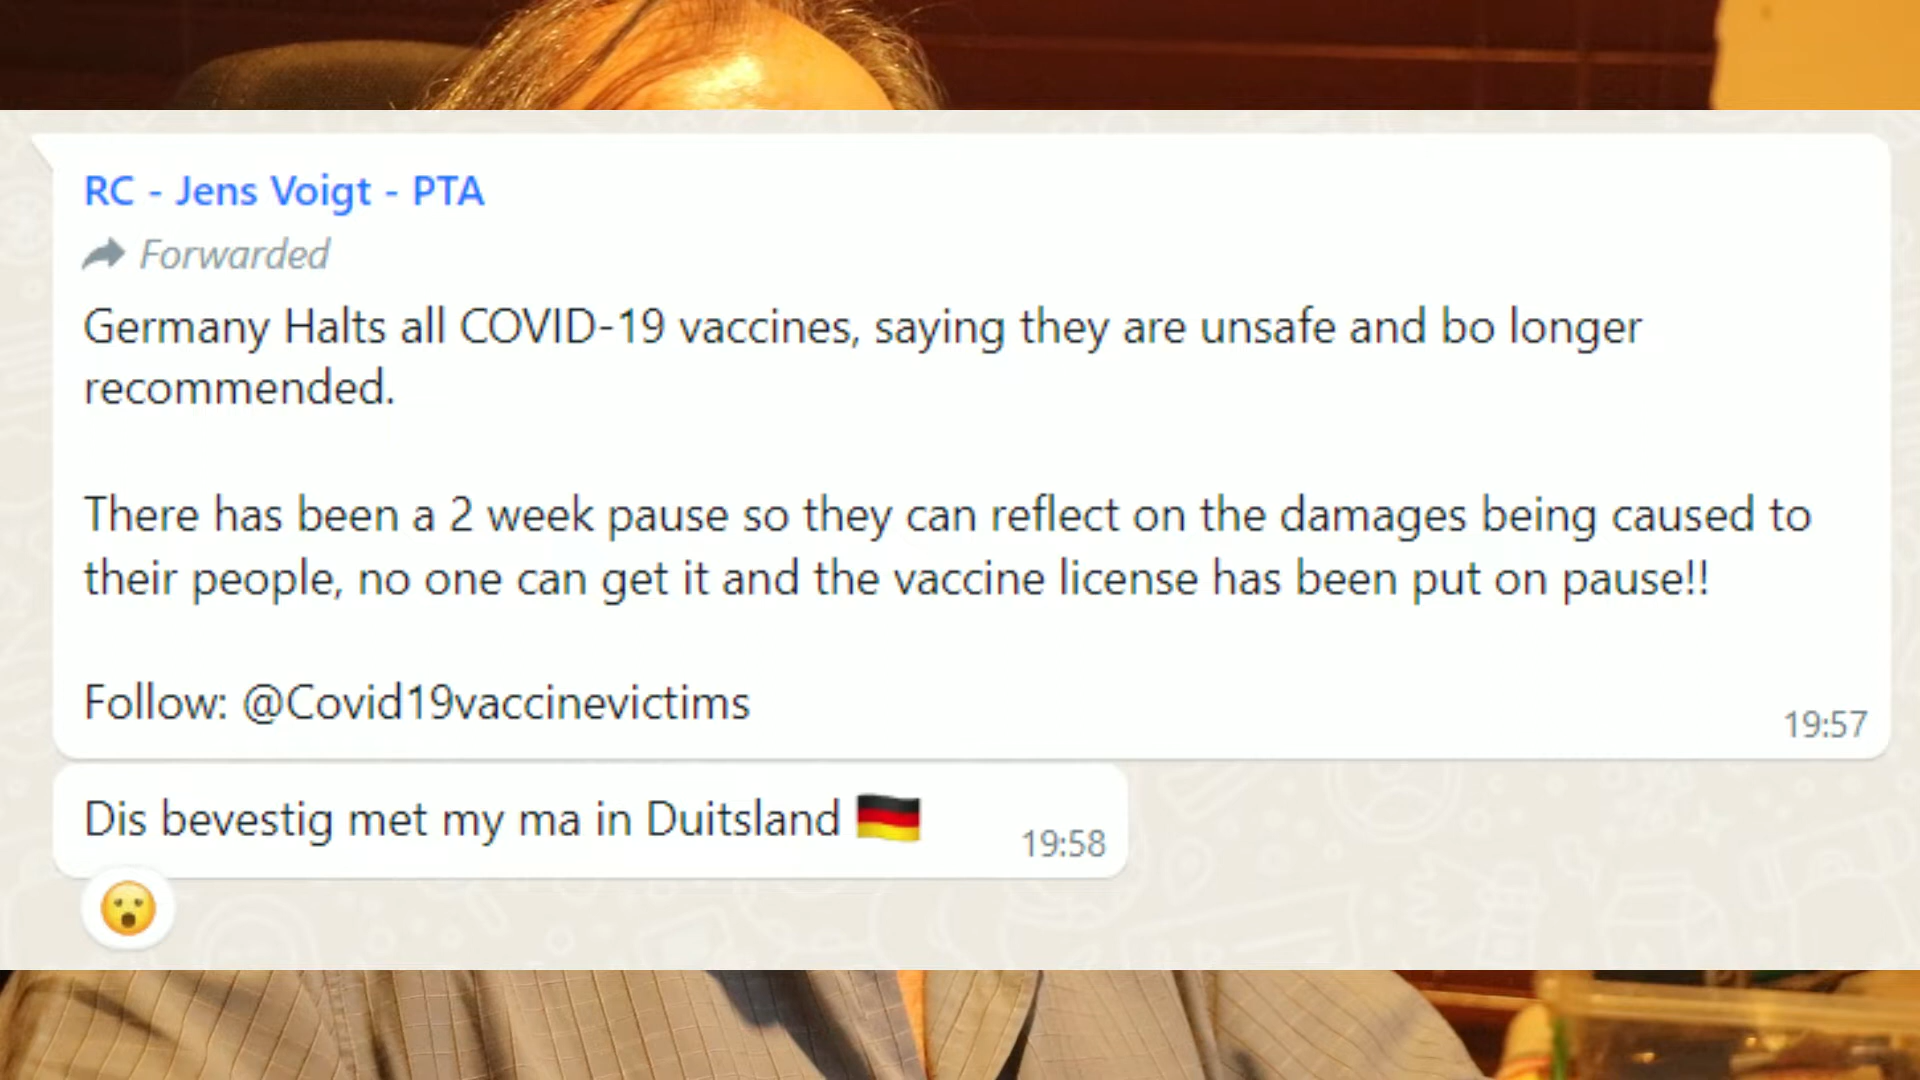 RC - Jens Voigt - PTA
Forwarded
Germany Halts all COVID-19 vaccines, saying they are unsafe and bo longer
recommended.
There has been a 2 week pause so they can reflect on the damages being caused to
their people, no one can get it and the vaccine license has been put on pause!!
Follow: @Covid19vaccinevictims
19:57
Dis bevestig met my ma in Duitsland 🇩🇪
19:58